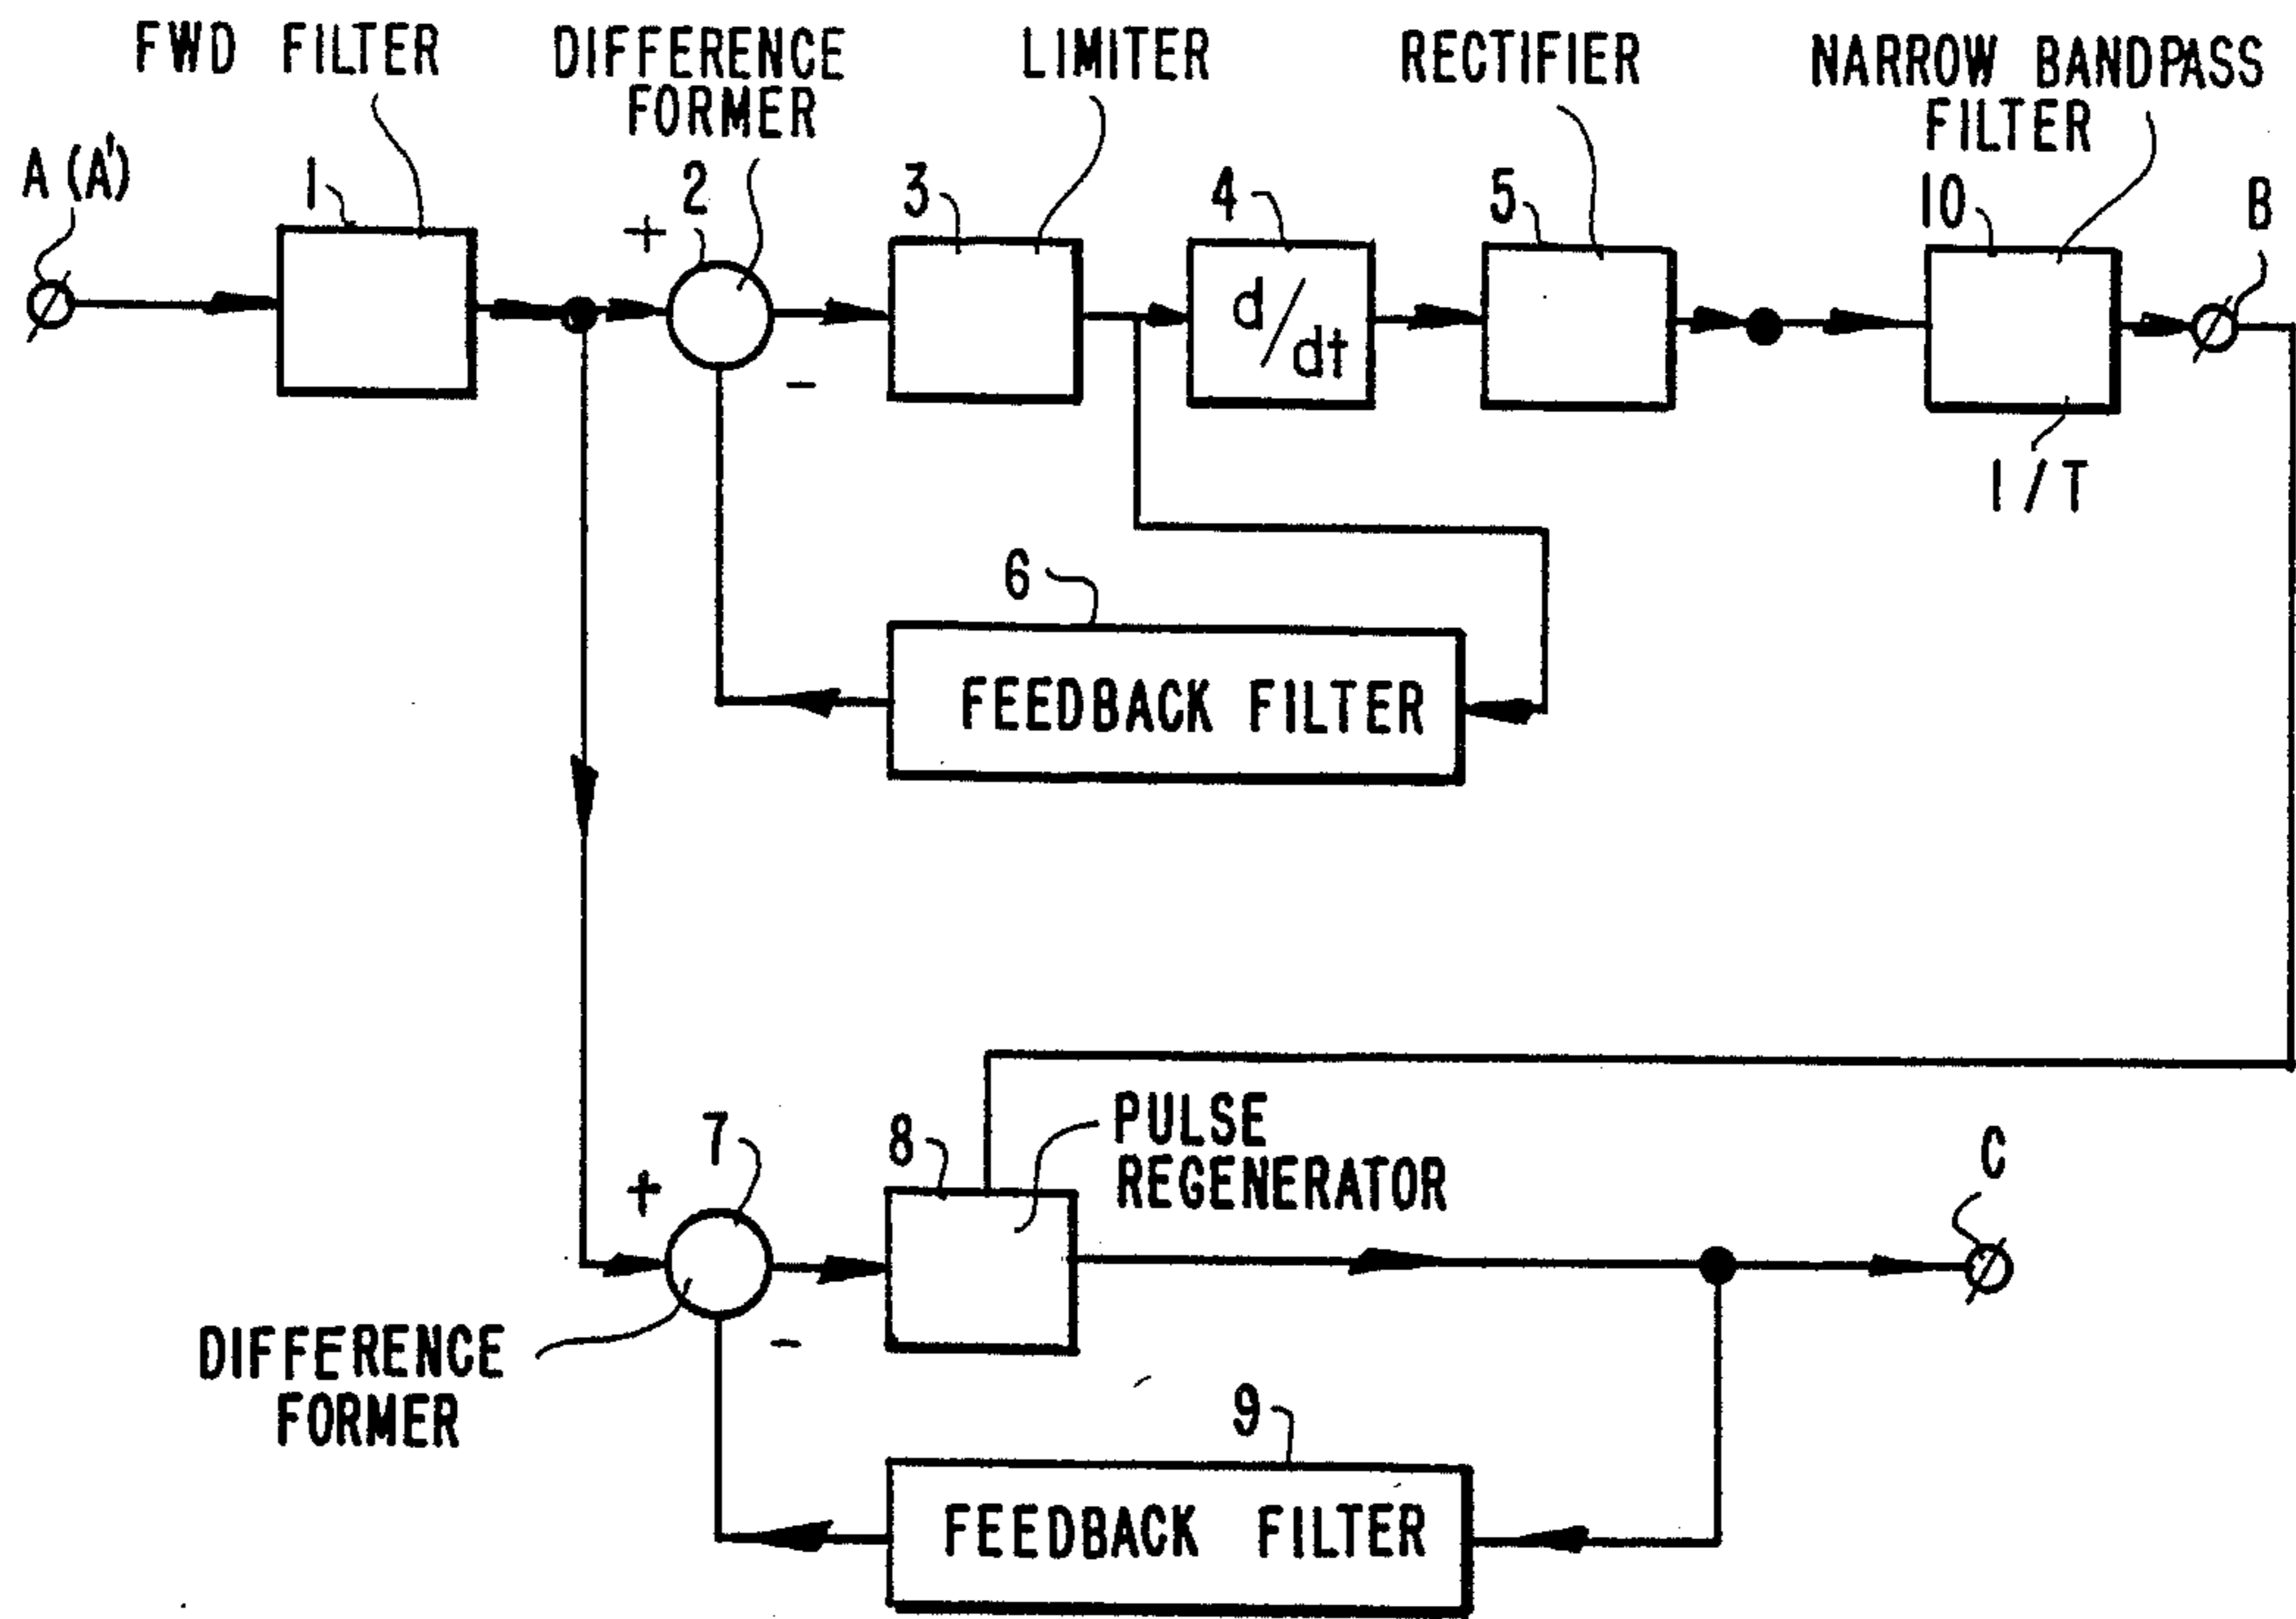 FWD FILTER
DIFFERENCE
FORMER
LIMITER
RECTIFIER
NARROW BANDPASS
FILTER
A (A')
1
+
2
3
4
5
10
B
d/dt
-
1/T
6
FEEDBACK FILTER
7
8
PULSE
REGENERATOR
C
+
-
DIFFERENCE
FORMER
9
FEEDBACK FILTER